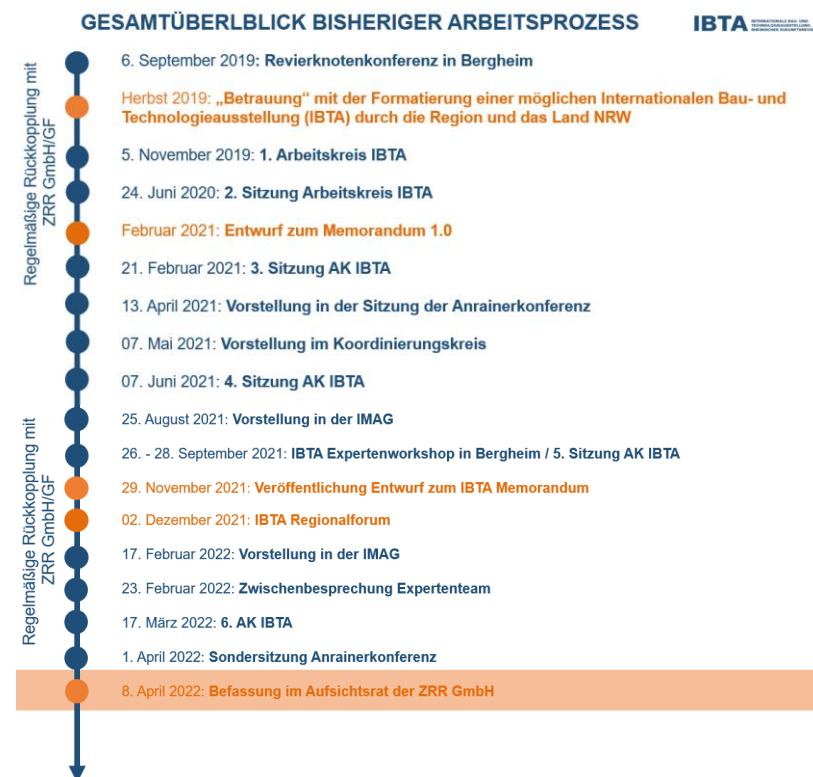 GESAMTÜBERLBLICK BISHERIGER ARBEITSPROZESS
IBTA
INTERNATIONALE BAU- UND
TECHNOLOGIEAUSSTELLUNG
RHEINISCHES ZUKUNFTSREVIER
Regelmäßige Rückkopplung mit
ZRR GmbH/GF
6. September 2019: Revierknotenkonferenz in Bergheim
Herbst 2019: „Betrauung“ mit der Formatierung einer möglichen Internationalen Bau- und
Technologieausstellung (IBTA) durch die Region und das Land NRW
5. November 2019: 1. Arbeitskreis IBTA
24. Juni 2020: 2. Sitzung Arbeitskreis IBTA
Februar 2021: Entwurf zum Memorandum 1.0
21. Februar 2021: 3. Sitzung AK IBTA
13. April 2021: Vorstellung in der Sitzung der Anrainerkonferenz
07. Mai 2021: Vorstellung im Koordinierungskreis
07. Juni 2021: 4. Sitzung AK IBTA
Regelmäßige Rückkopplung mit
ZRR GmbH/GF
25. August 2021: Vorstellung in der IMAG
26. - 28. September 2021: IBTA Expertenworkshop in Bergheim / 5. Sitzung AK IBTA
29. November 2021: Veröffentlichung Entwurf zum IBTA Memorandum
02. Dezember 2021: IBTA Regionalforum
17. Februar 2022: Vorstellung in der IMAG
23. Februar 2022: Zwischenbesprechung Expertenteam
17. März 2022: 6. AK IBTA
1. April 2022: Sondersitzung Anrainerkonferenz
8. April 2022: Befassung im Aufsichtsrat der ZRR GmbH